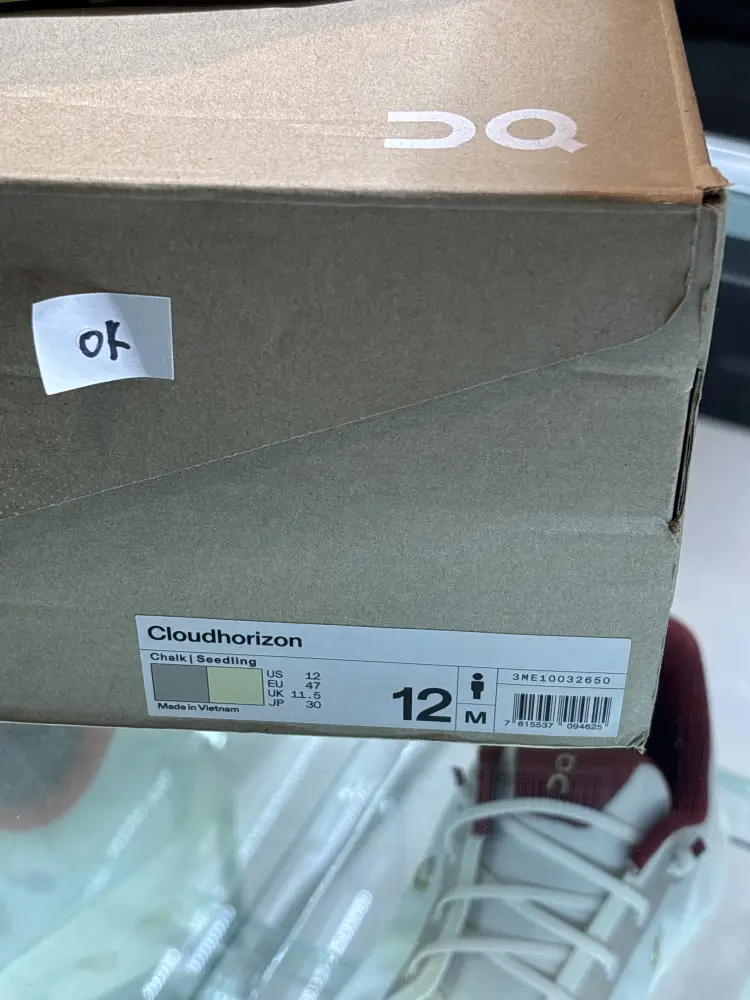 ON
OK
Cloudhorizon
Chalk | Seedling
US 12
EU 47
UK 11.5
JP 30
Made in Vietnam
12
M
3ME10032650
7 615537 094625